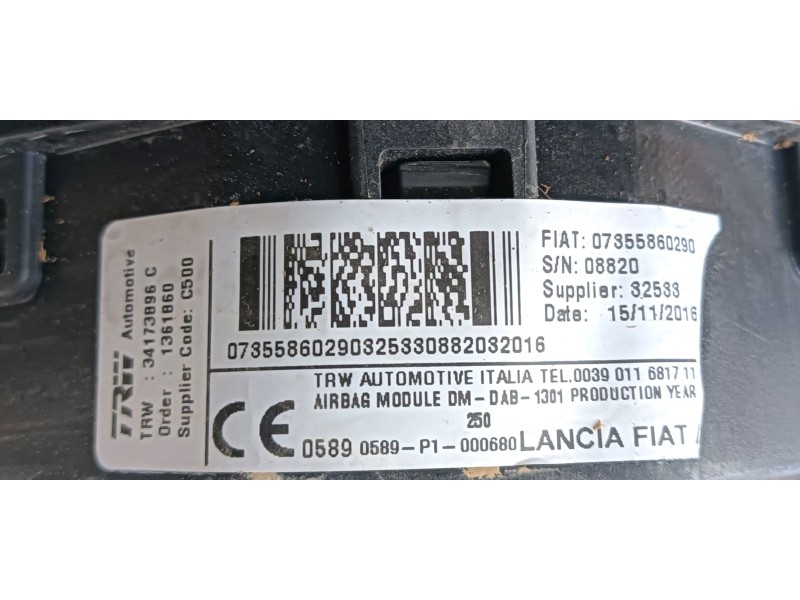 TRW Automotive
TRW : 34173896 C
Order : 1361860
Supplier Code: C500
FIAT: 07355860290
S/N: 08820
Supplier: 32533
Date: 15/11/2016
07355860290325330882032016
TRW AUTOMOTIVE ITALIA TEL.0039 011 6817 11
AIRBAG MODULE DM-DAB-1301 PRODUCTION YEAR
250
CE 0589 0589-P1-000680 LANCIA FIAT